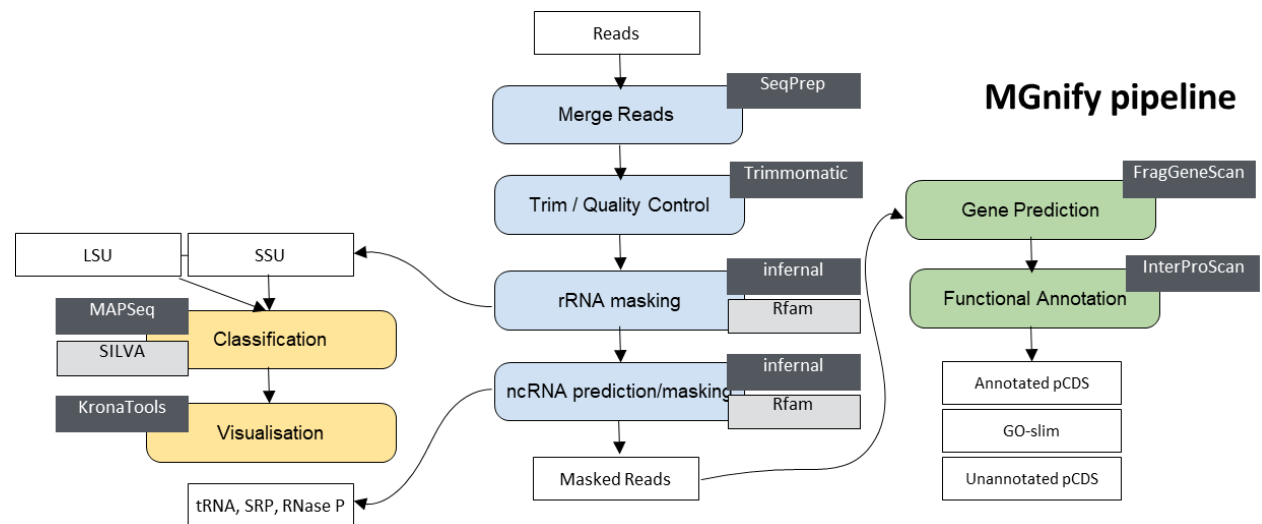 Reads
SeqPrep
Merge Reads
MGnify pipeline
Trimmomatic
Trim / Quality Control
FragGeneScan
Gene Prediction
LSU
SSU
infernal
rRNA masking
Rfam
InterProScan
Functional Annotation
MAPSeq
Classification
SILVA
infernal
ncRNA prediction/masking
Rfam
KronaTools
Visualisation
Annotated pCDS
GO-slim
Masked Reads
Unannotated pCDS
tRNA, SRP, RNase P